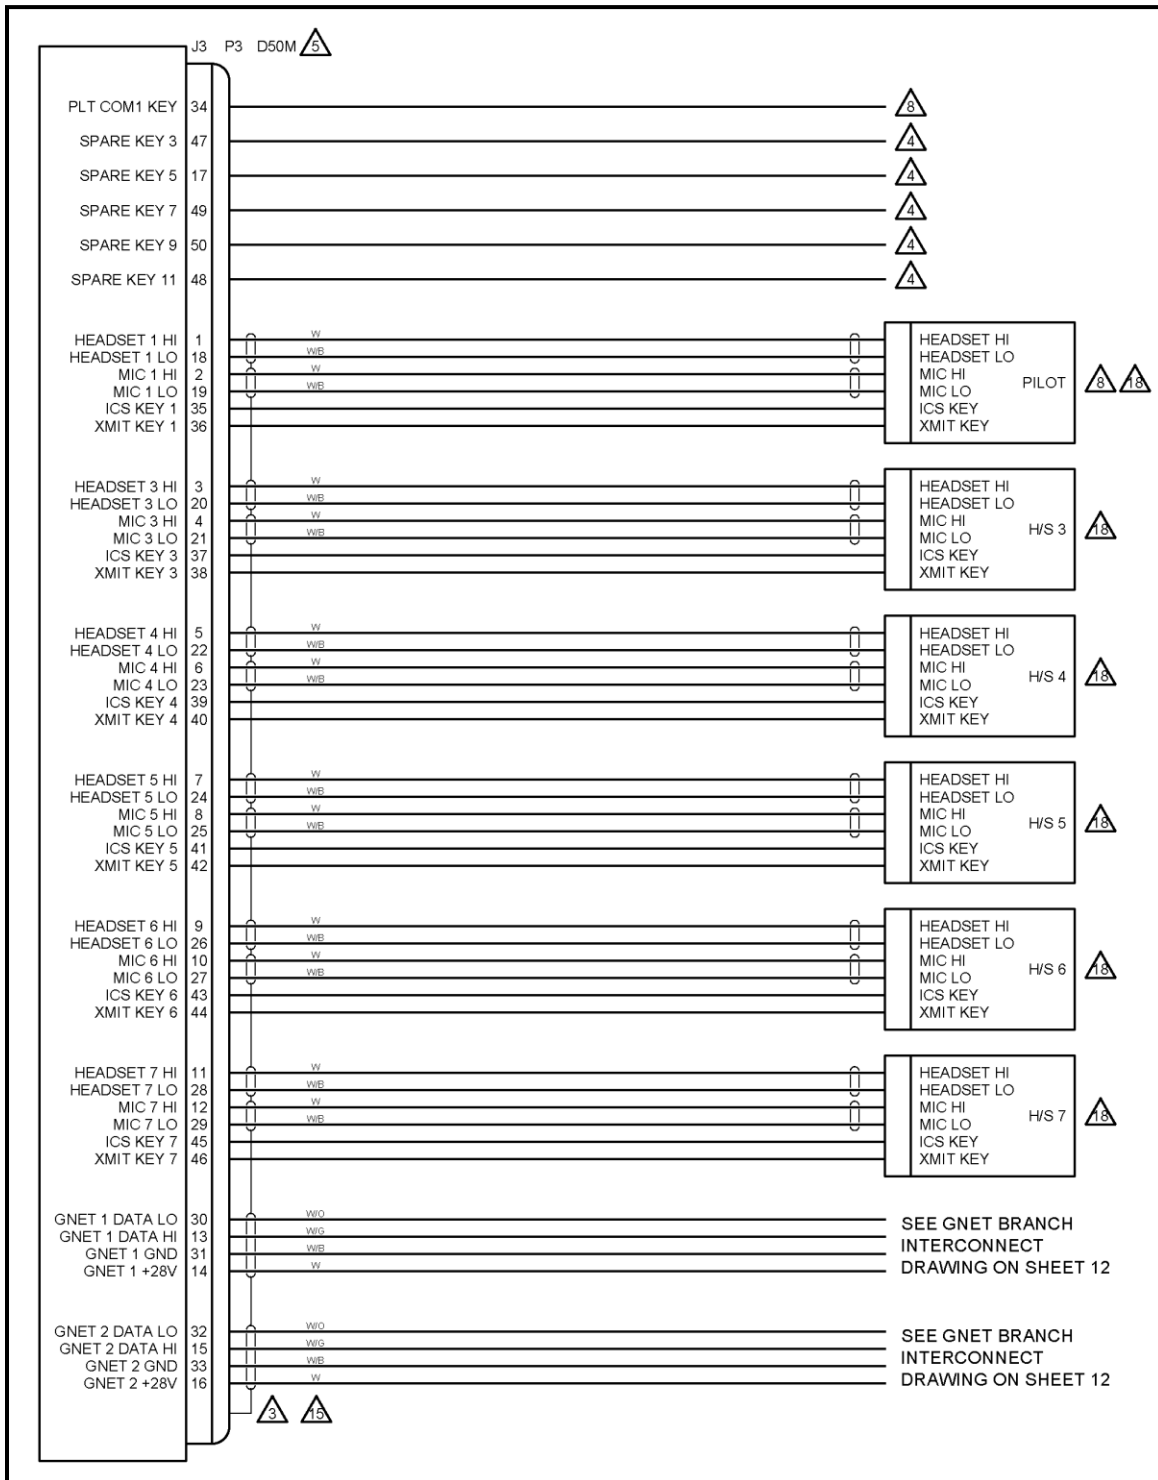 J3 P3 D50M 5
PLT COM1 KEY 34 8
SPARE KEY 3 47 4
SPARE KEY 5 17 4
SPARE KEY 7 49 4
SPARE KEY 9 50 4
SPARE KEY 11 48 4
HEADSET 1 HI 1 W HEADSET HI
HEADSET 1 LO 18 W/B HEADSET LO
MIC 1 HI 2 W MIC HI
PILOT 8 18
MIC 1 LO 19 W/B MIC LO
ICS KEY 1 35 ICS KEY
XMIT KEY 1 36 XMIT KEY
HEADSET 3 HI 3 W HEADSET HI
HEADSET 3 LO 20 W/B HEADSET LO
MIC 3 HI 4 W MIC HI
H/S 3 18
MIC 3 LO 21 W/B MIC LO
ICS KEY 3 37 ICS KEY
XMIT KEY 3 38 XMIT KEY
HEADSET 4 HI 5 W HEADSET HI
HEADSET 4 LO 22 W/B HEADSET LO
MIC 4 HI 6 W MIC HI
H/S 4 18
MIC 4 LO 23 W/B MIC LO
ICS KEY 4 39 ICS KEY
XMIT KEY 4 40 XMIT KEY
HEADSET 5 HI 7 W HEADSET HI
HEADSET 5 LO 24 W/B HEADSET LO
MIC 5 HI 8 W MIC HI
H/S 5 18
MIC 5 LO 25 W/B MIC LO
ICS KEY 5 41 ICS KEY
XMIT KEY 5 42 XMIT KEY
HEADSET 6 HI 9 W HEADSET HI
HEADSET 6 LO 26 W/B HEADSET LO
MIC 6 HI 10 W MIC HI
H/S 6 18
MIC 6 LO 27 W/B MIC LO
ICS KEY 6 43 ICS KEY
XMIT KEY 6 44 XMIT KEY
HEADSET 7 HI 11 W HEADSET HI
HEADSET 7 LO 28 W/B HEADSET LO
MIC 7 HI 12 W MIC HI
H/S 7 18
MIC 7 LO 29 W/B MIC LO
ICS KEY 7 45 ICS KEY
XMIT KEY 7 46 XMIT KEY
GNET 1 DATA LO 30 W/O
GNET 1 DATA HI 13 W/G
GNET 1 GND 31 W/B
GNET 1 +28V 14 W
SEE GNET BRANCH
INTERCONNECT
DRAWING ON SHEET 12
GNET 2 DATA LO 32 W/O
GNET 2 DATA HI 15 W/G
GNET 2 GND 33 W/B
GNET 2 +28V 16 W
SEE GNET BRANCH
INTERCONNECT
DRAWING ON SHEET 12
3 15